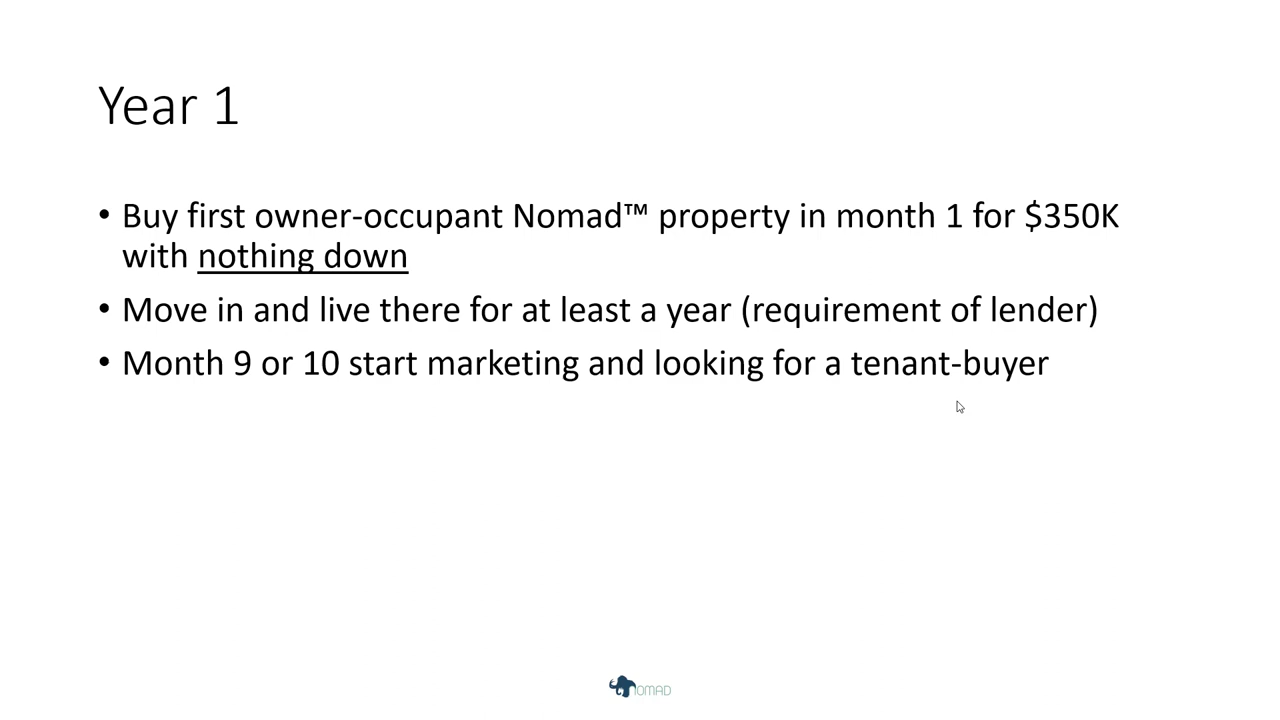 Year 1
• Buy first owner-occupant Nomad™ property in month 1 for $350K
with nothing down
• Move in and live there for at least a year (requirement of lender)
• Month 9 or 10 start marketing and looking for a tenant-buyer
NOMAD